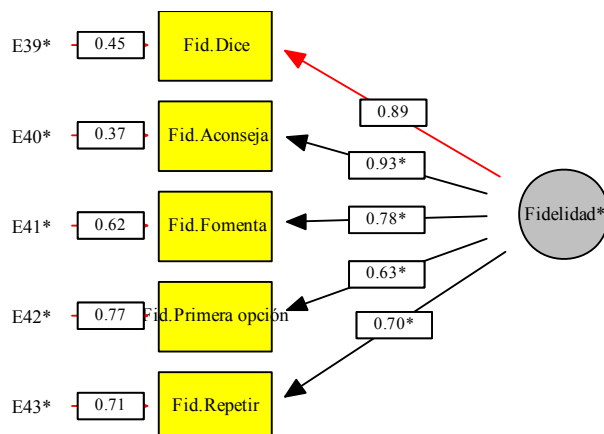 E39* 0.45 Fid.Dice
0.89
E40* 0.37 Fid.Aconseja
0.93*
E41* 0.62 Fid.Fomenta 0.78* Fidelidad*
0.63*
E42* 0.77 Fid.Primera opción
0.70*
E43* 0.71 Fid.Repetir